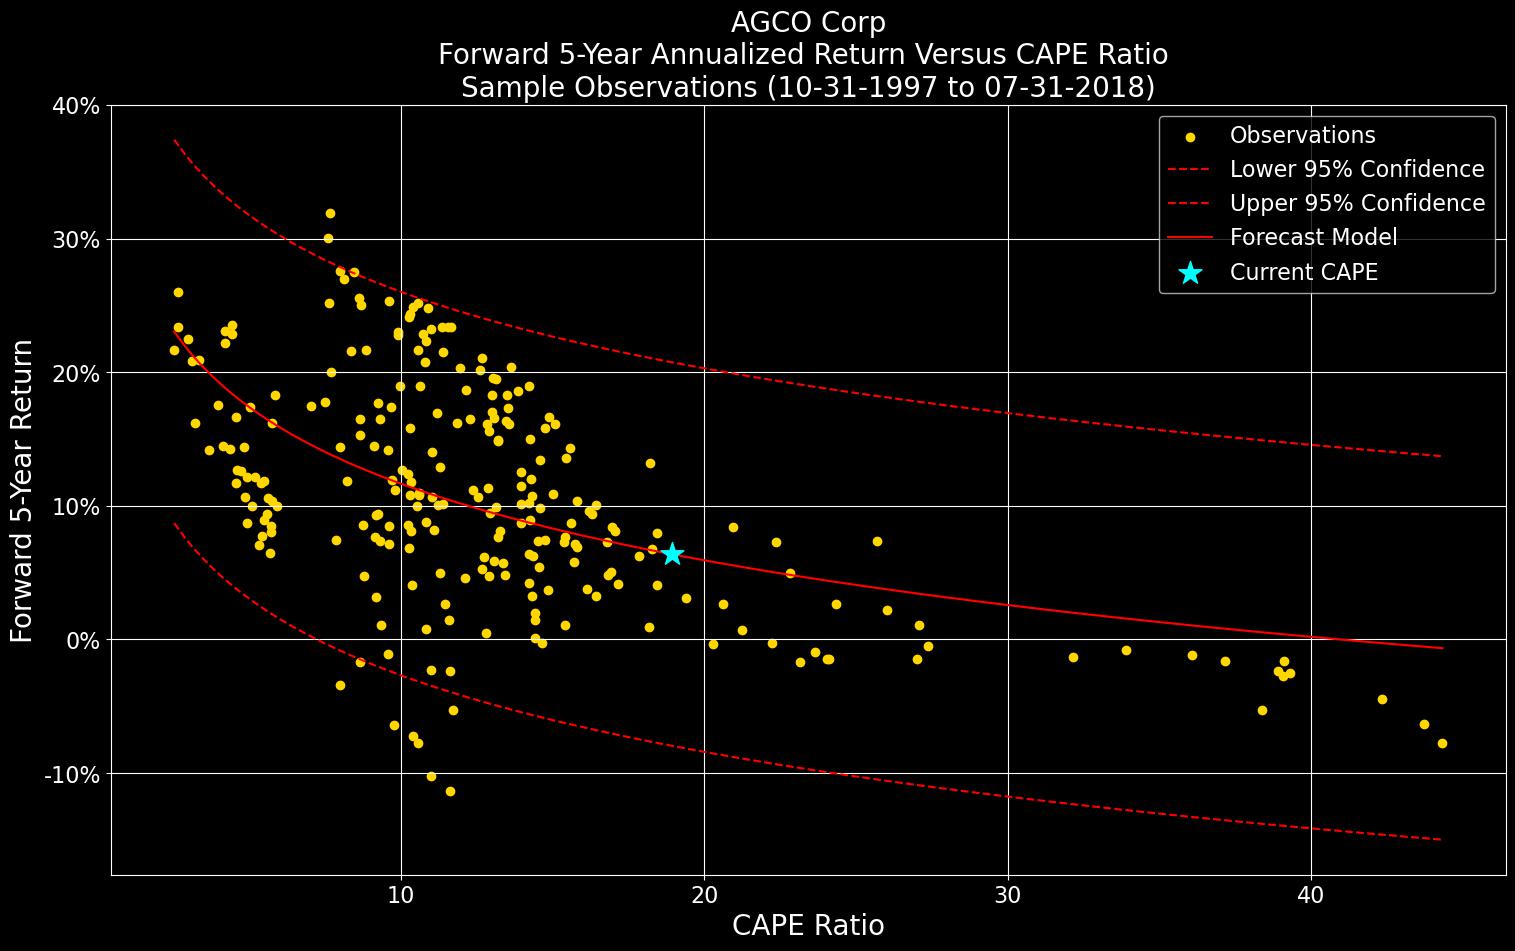 AGCO Corp
Forward 5-Year Annualized Return Versus CAPE Ratio
Sample Observations (10-31-1997 to 07-31-2018)
Observations
Lower 95% Confidence
Upper 95% Confidence
Forecast Model
Current CAPE
Forward 5-Year Return
40%
30%
20%
10%
0%
-10%
10 20 30 40
CAPE Ratio